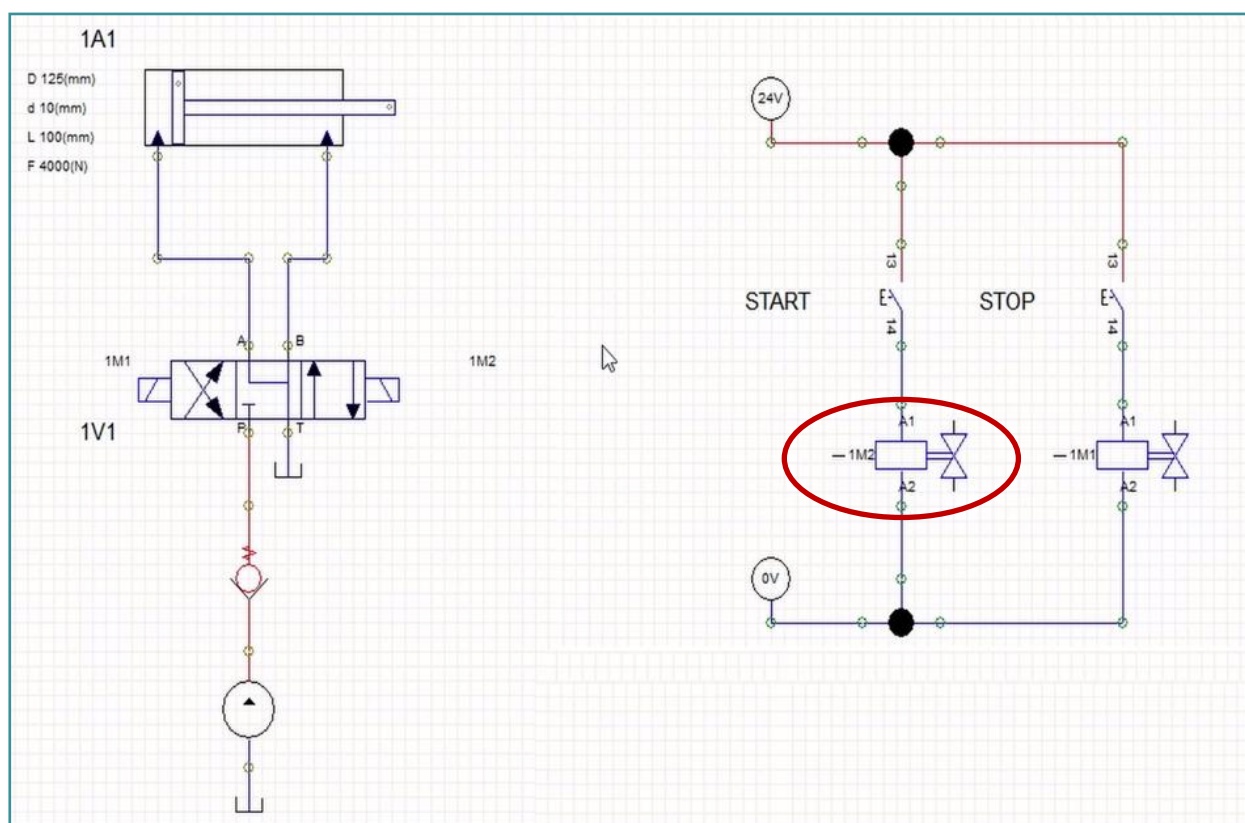 1A1
D 125(mm)
d 10(mm)
L 100(mm)
F 4000(N)
A B
1M1
1M2
1V1
P T
24V
13
13
START
E
STOP
E
14
14
A1
A1
1M2
1M1
A2
A2
0V